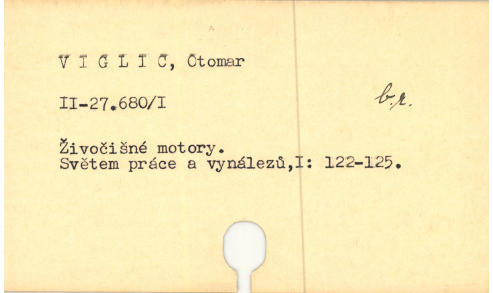 V I G L I C, Otomar
II-27.680/I
b.r.
Živočišné motory.
Světem práce a vynálezů,I: 122-125.